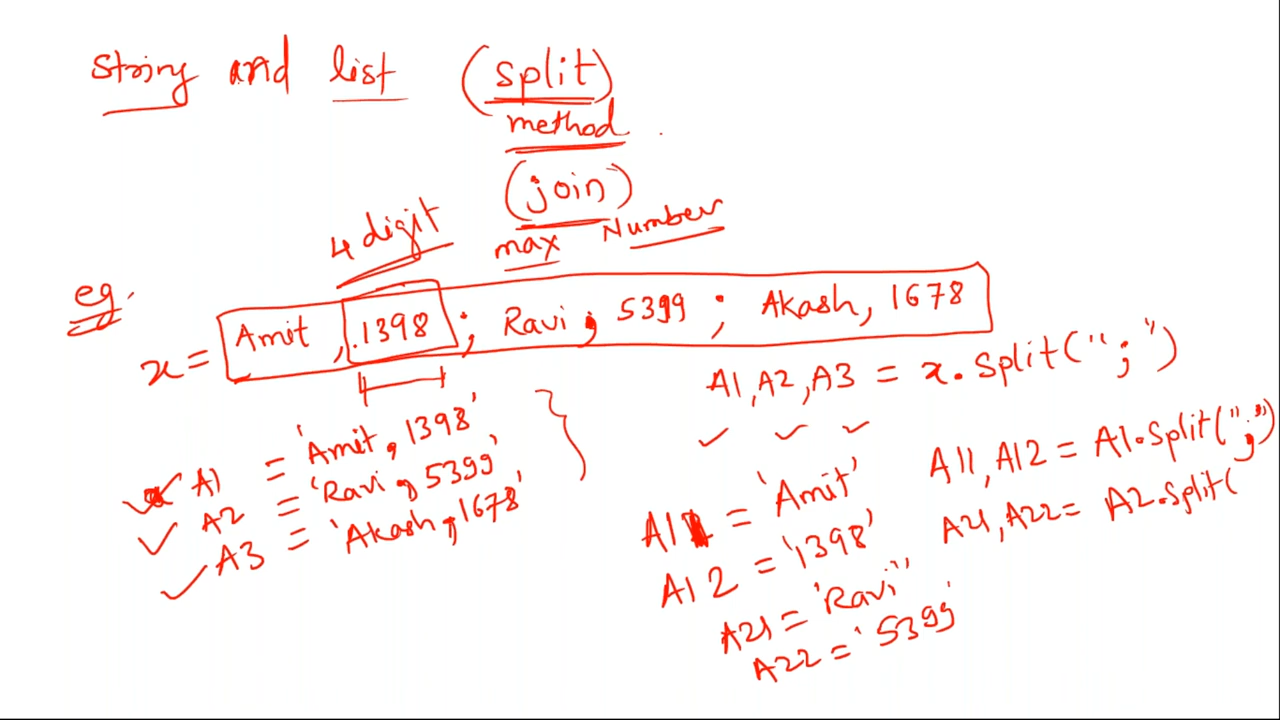 String and list (split)
method
(join)
4 digit
max Number
eg.
x = Amit, 1398 ; Ravi ; 5399 ; Akash, 1678
A1, A2, A3 = x.split(";")
A1 = 'Amit, 1398'
A2 = 'Ravi, 5399'
A3 = 'Akash, 1678'
A11, A12 = A1.split(";")
A21, A22 = A2.split(
A11 = 'Amit'
A12 = '1398'
A21 = 'Ravi"
A22 = '5399'